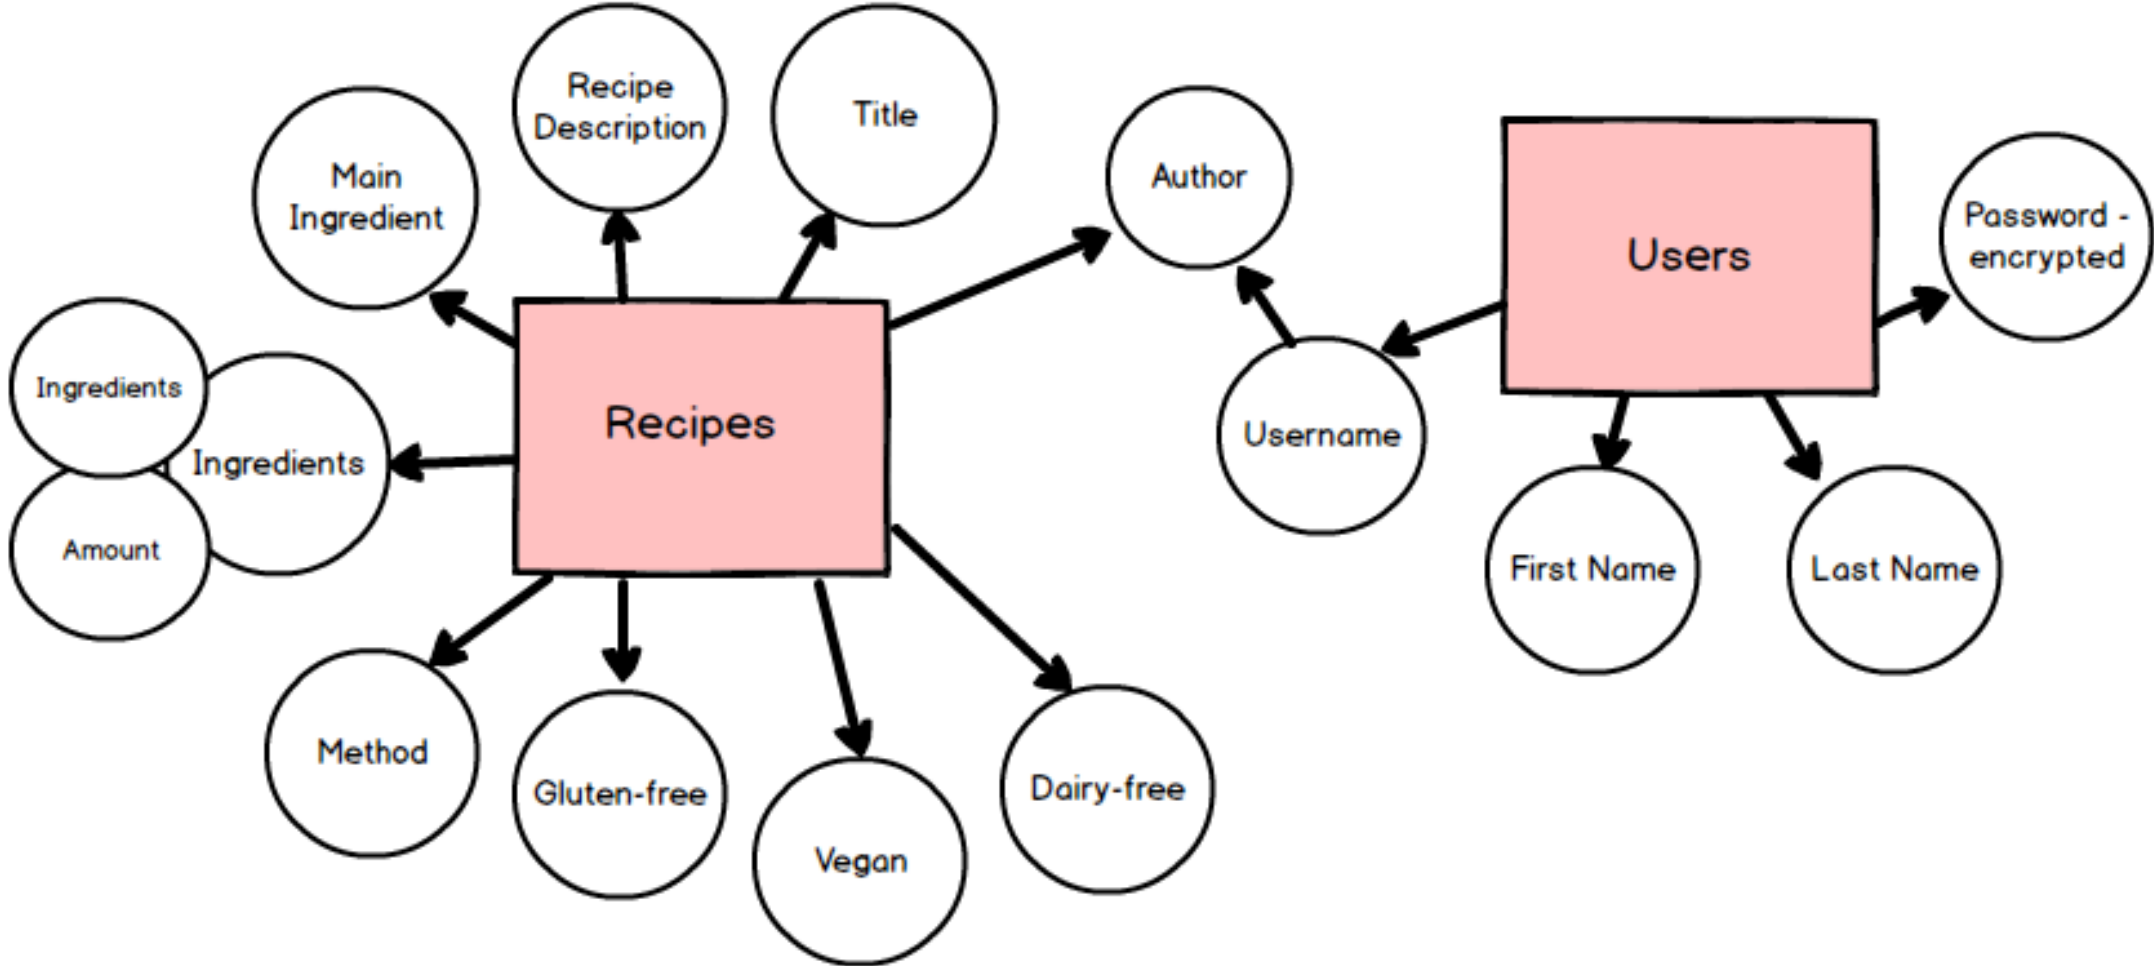 Recipe
Description
Title
Main
Ingredient
Author
Password -
encrypted
Users
Ingredients
Ingredients
Recipes
Username
Amount
First Name
Last Name
Method
Gluten-free
Vegan
Dairy-free